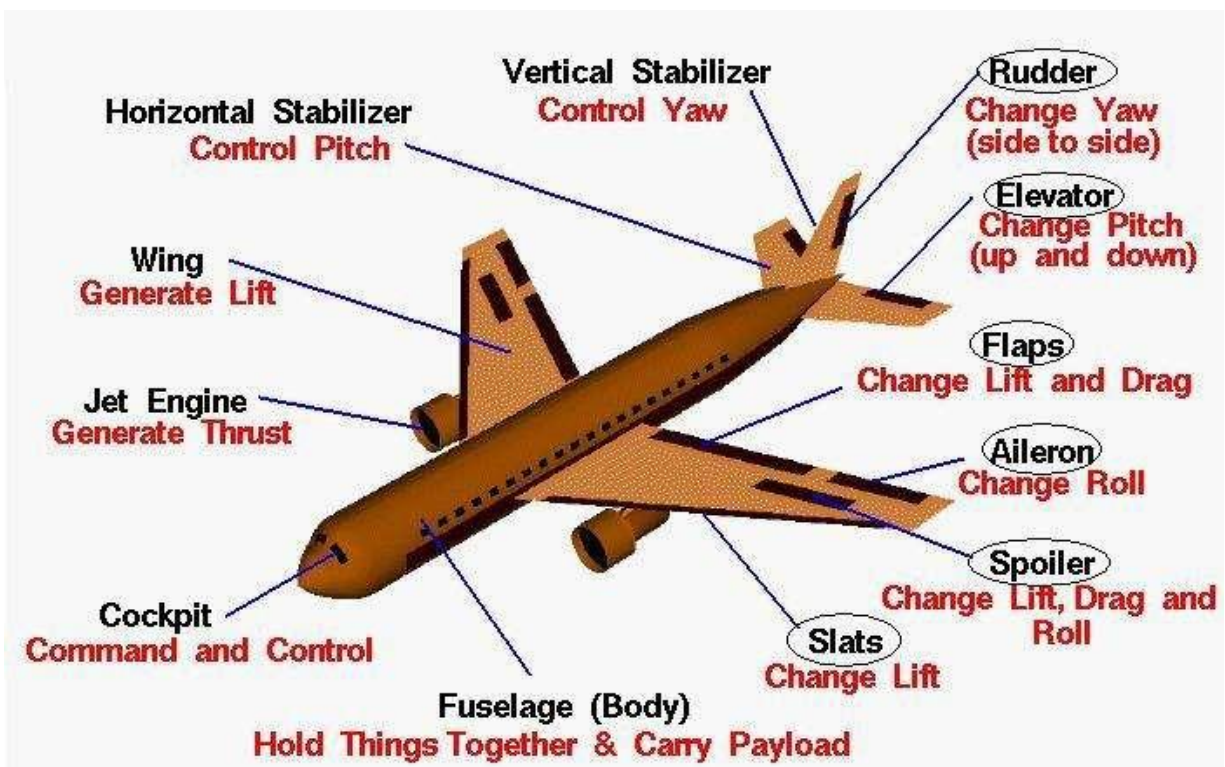 Vertical Stabilizer
Control Yaw
Rudder
Change Yaw
(side to side)
Horizontal Stabilizer
Control Pitch
Elevator
Change Pitch
(up and down)
Wing
Generate Lift
Flaps
Change Lift and Drag
Jet Engine
Generate Thrust
Aileron
Change Roll
Spoiler
Change Lift, Drag and
Roll
Cockpit
Command and Control
Slats
Change Lift
Fuselage (Body)
Hold Things Together & Carry Payload